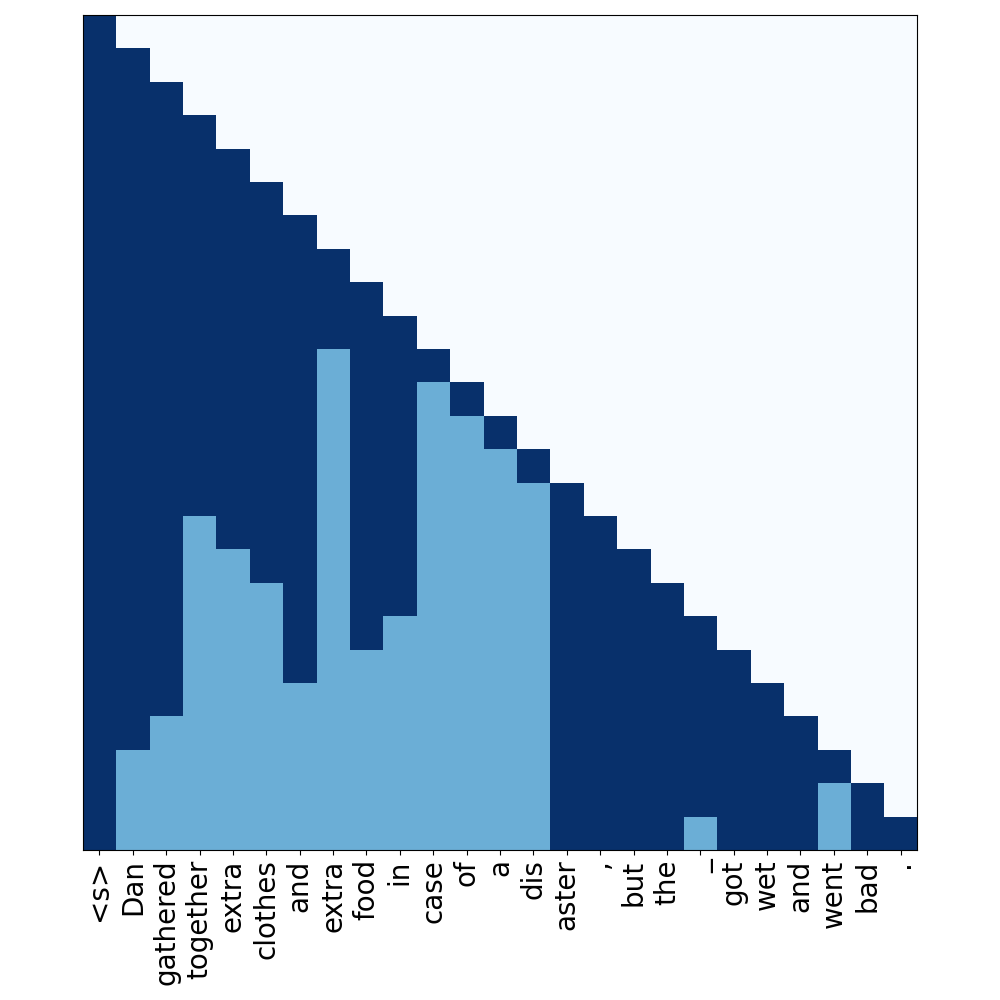 <s>
Dan
gathered
together
extra
clothes
and
extra
food
in
case
of
a
dis
aster
,
but
the
_
got
wet
and
went
bad
.